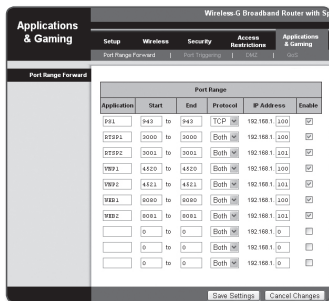 Wireless-G Broadband Router with Sp
Applications & Gaming
Setup Wireless Security Access Restrictions Applications & Gaming
Port Range Forward | Port Triggering | DMZ | QoS
Port Range Forward
Port Range
Application Start End Protocol IP Address Enable
PS1 943 to 943 TCP 192.168.1. 100
RTSP1 3000 to 3000 Both 192.168.1. 100
RTSP2 3001 to 3001 Both 192.168.1. 101
VNP1 4520 to 4520 Both 192.168.1. 100
VNP2 4521 to 4521 Both 192.168.1. 101
WEB1 8080 to 8080 Both 192.168.1. 100
WEB2 8081 to 8081 Both 192.168.1. 101
0 to 0 Both 192.168.1. 0
0 to 0 Both 192.168.1. 0
0 to 0 Both 192.168.1. 0
Save Settings Cancel Changes